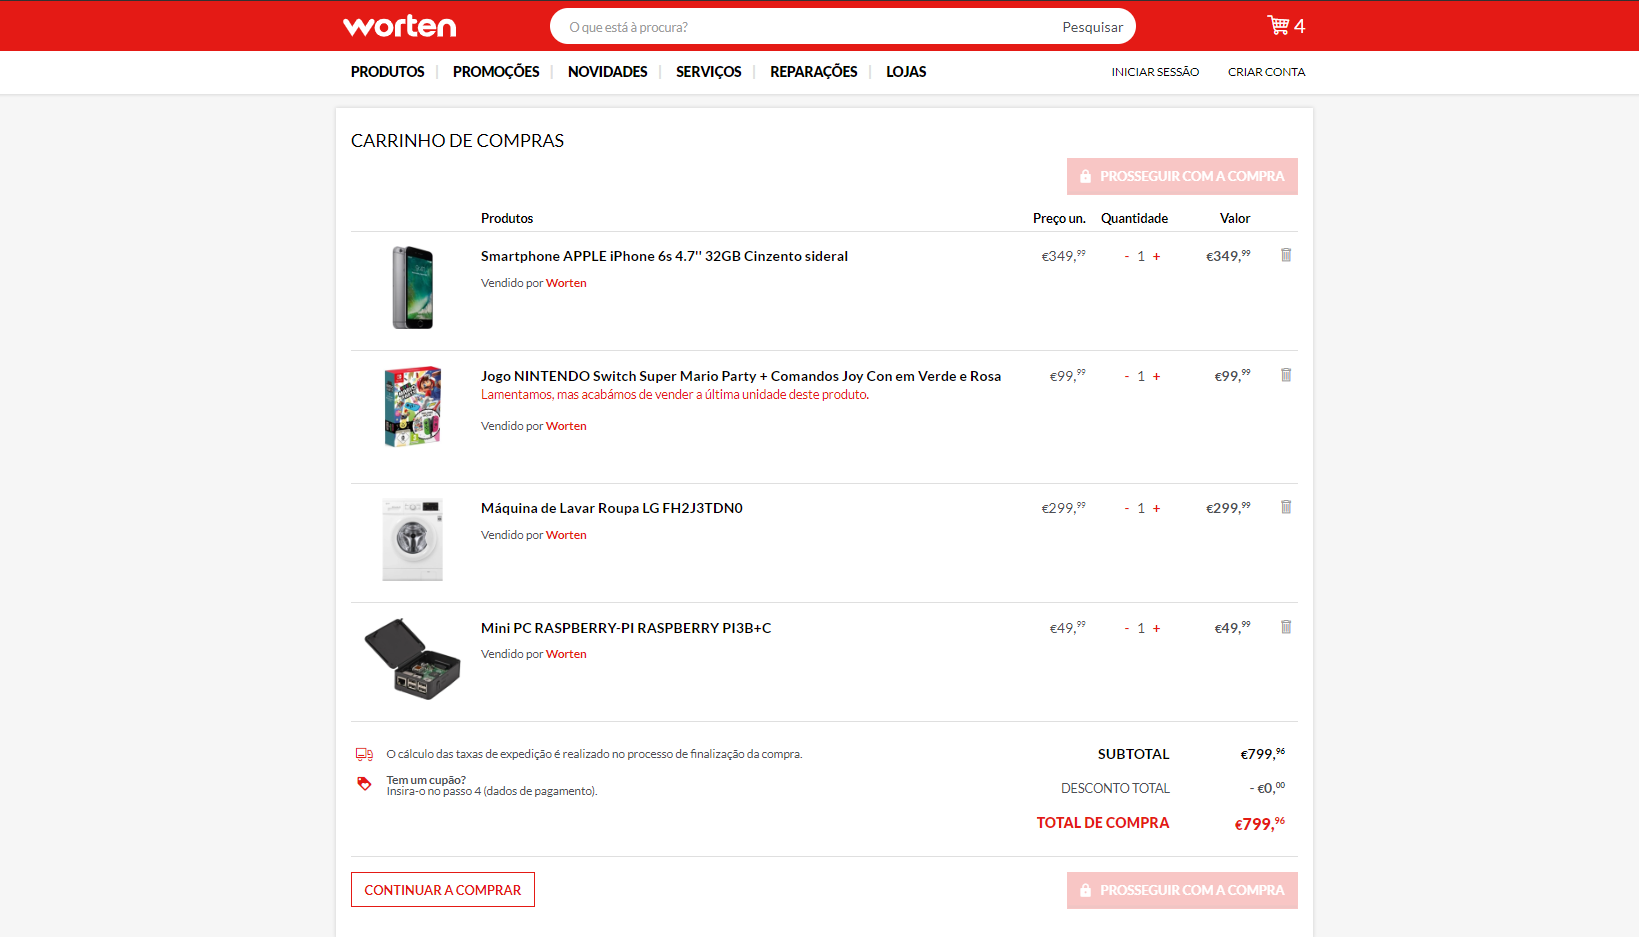 worten
O que está à procura?
Pesquisar
4
PRODUTOS
PROMOÇÕES
NOVIDADES
SERVIÇOS
REPARAÇÕES
LOJAS
INICIAR SESSÃO
CRIAR CONTA
CARRINHO DE COMPRAS
PROSSEGUIR COM A COMPRA
Produtos Preço un. Quantidade Valor
Smartphone APPLE iPhone 6s 4.7'' 32GB Cinzento sideral €349,99 - 1 + €349,99
Vendido por Worten
Jogo NINTENDO Switch Super Mario Party + Comandos Joy Con em Verde e Rosa €99,99 - 1 + €99,99
Lamentamos, mas acabámos de vender a última unidade deste produto.
Vendido por Worten
Máquina de Lavar Roupa LG FH2J3TDN0 €299,99 - 1 + €299,99
Vendido por Worten
Mini PC RASPBERRY-PI RASPBERRY PI3B+C €49,99 - 1 + €49,99
Vendido por Worten
O cálculo das taxas de expedição é realizado no processo de finalização da compra.
Tem um cupão?
Insira-o no passo 4 (dados de pagamento).
SUBTOTAL €799,96
DESCONTO TOTAL - €0,00
TOTAL DE COMPRA €799,96
CONTINUAR A COMPRAR
PROSSEGUIR COM A COMPRA